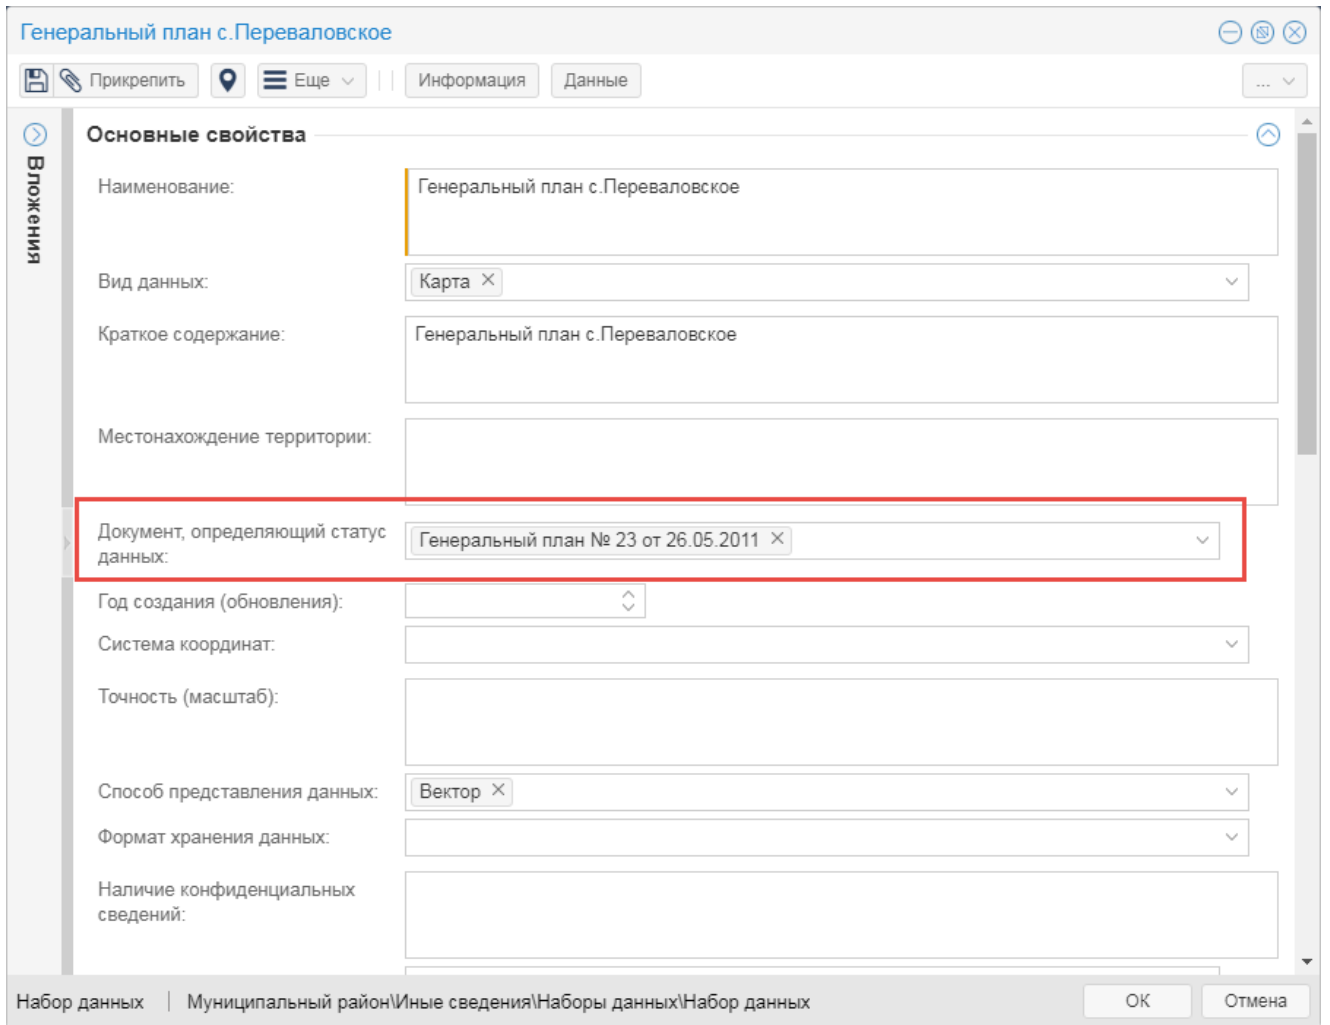 Генеральный план с.Переваловское
Прикрепить Еще Информация Данные ...
Вложения
Основные свойства
Наименование: Генеральный план с.Переваловское
Вид данных: Карта
Краткое содержание: Генеральный план с.Переваловское
Местонахождение территории:
Документ, определяющий статус
данных: Генеральный план № 23 от 26.05.2011
Год создания (обновления):
Система координат:
Точность (масштаб):
Способ представления данных: Вектор
Формат хранения данных:
Наличие конфиденциальных
сведений:
Набор данных | Муниципальный район\Иные сведения\Наборы данных\Набор данных ОК Отмена